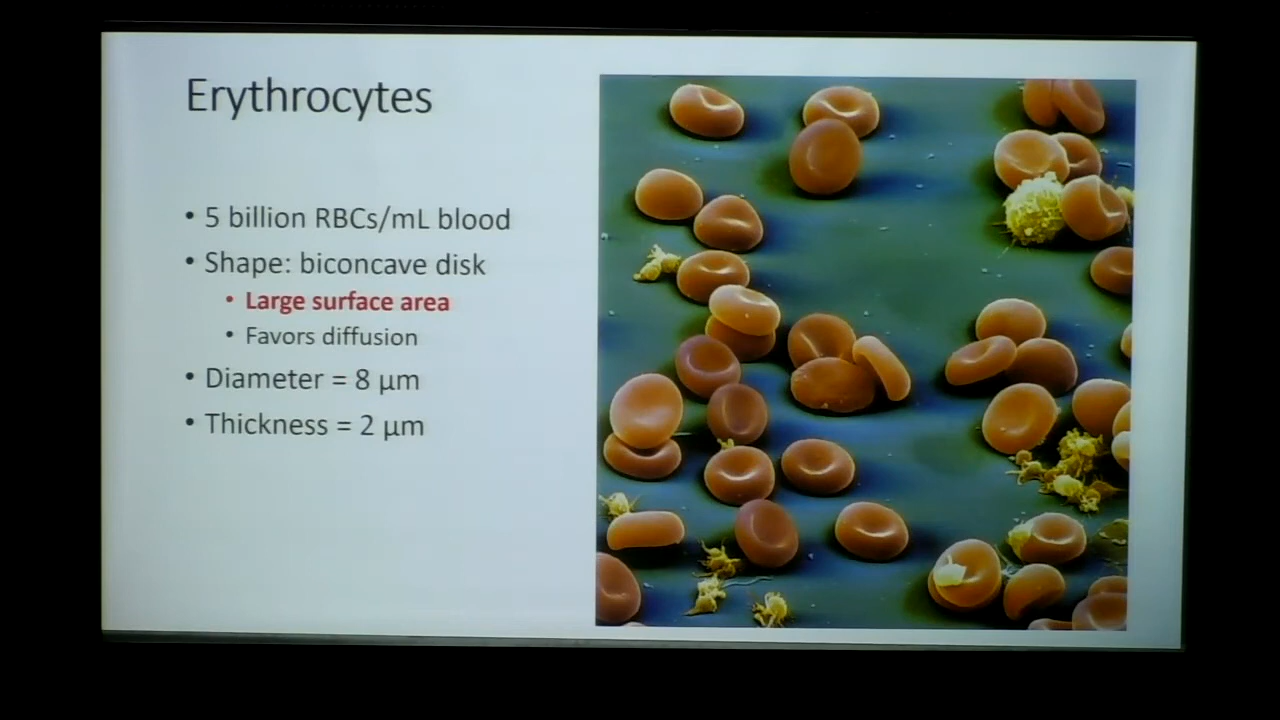 Erythrocytes
• 5 billion RBCs/mL blood
• Shape: biconcave disk
• Large surface area
• Favors diffusion
• Diameter = 8 µm
• Thickness = 2 µm